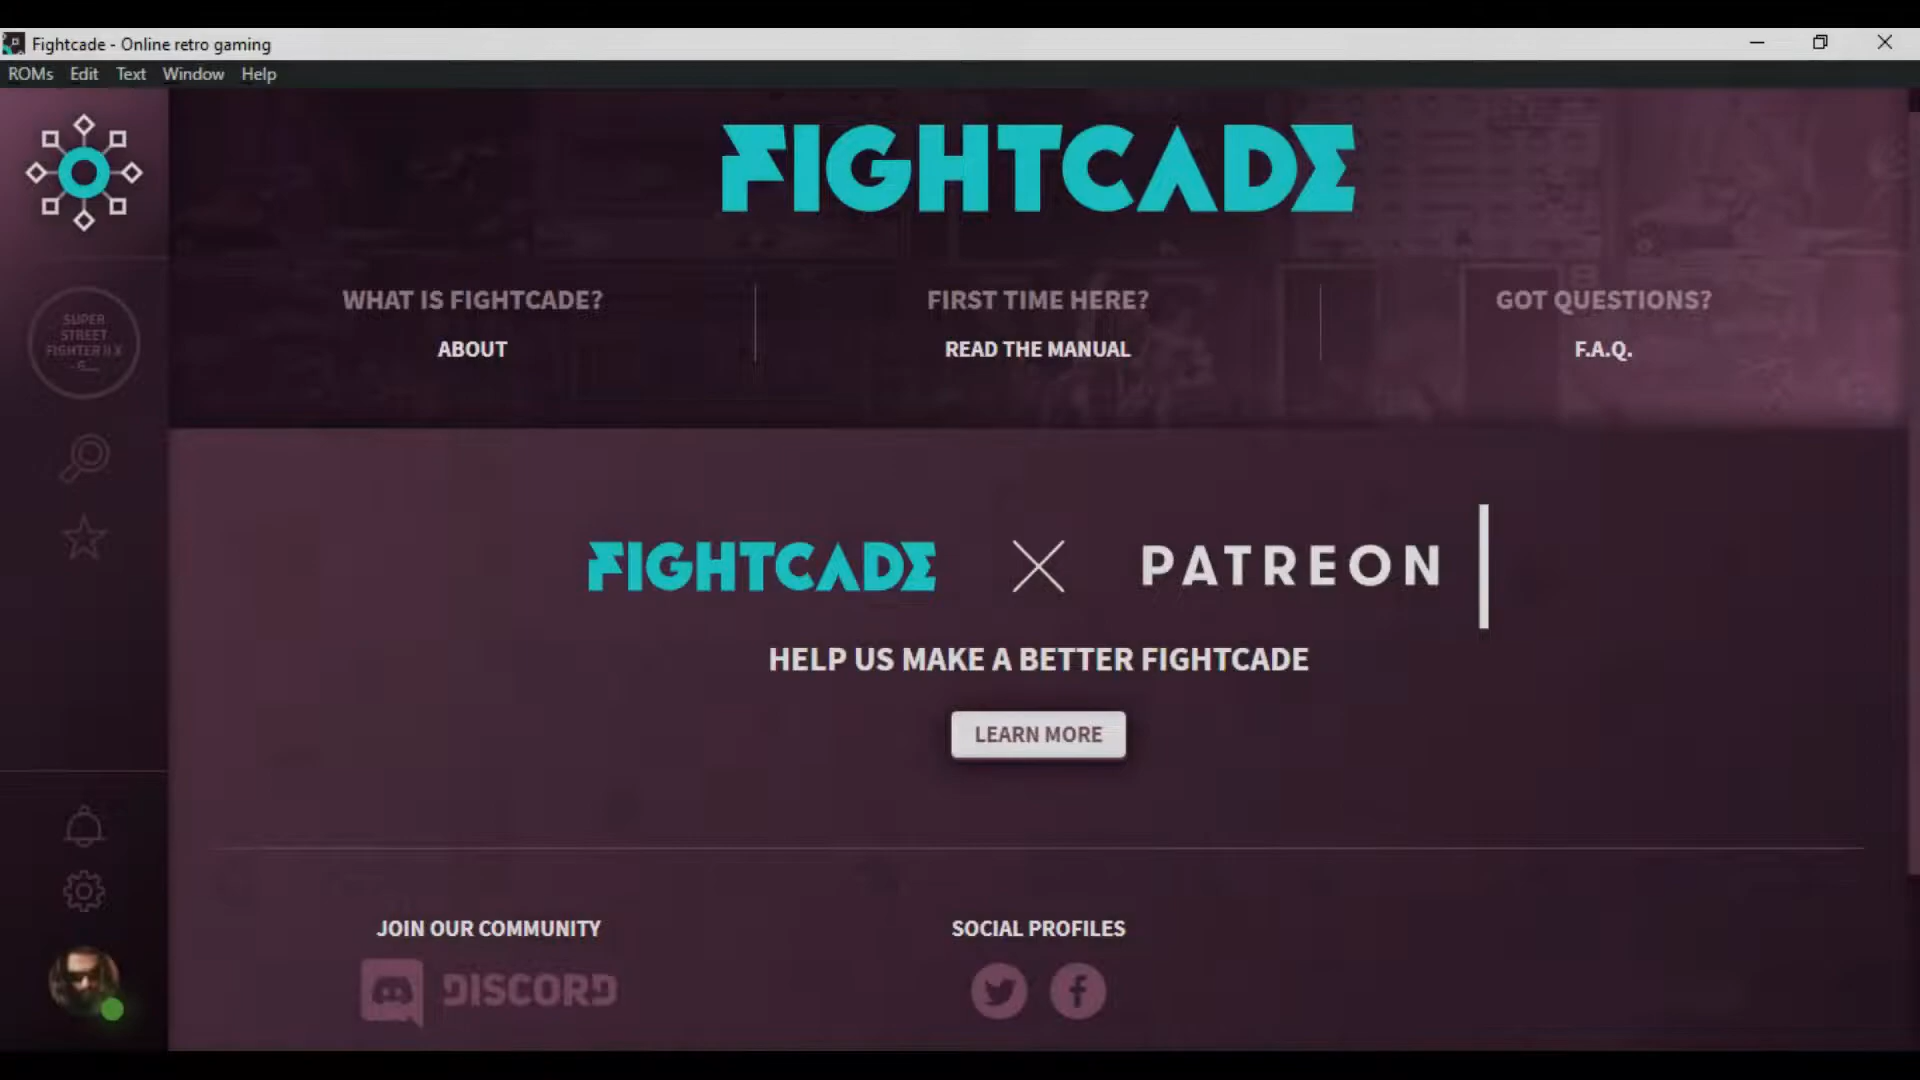 Fightcade - Online retro gaming
ROMs Edit Text Window Help
FIGHTCADE
WHAT IS FIGHTCADE?
ABOUT
FIRST TIME HERE?
READ THE MANUAL
GOT QUESTIONS?
F.A.Q.
SUPER
STREET
FIGHTER II X
FIGHTCADE X PATREON
HELP US MAKE A BETTER FIGHTCADE
LEARN MORE
JOIN OUR COMMUNITY
DISCORD
SOCIAL PROFILES